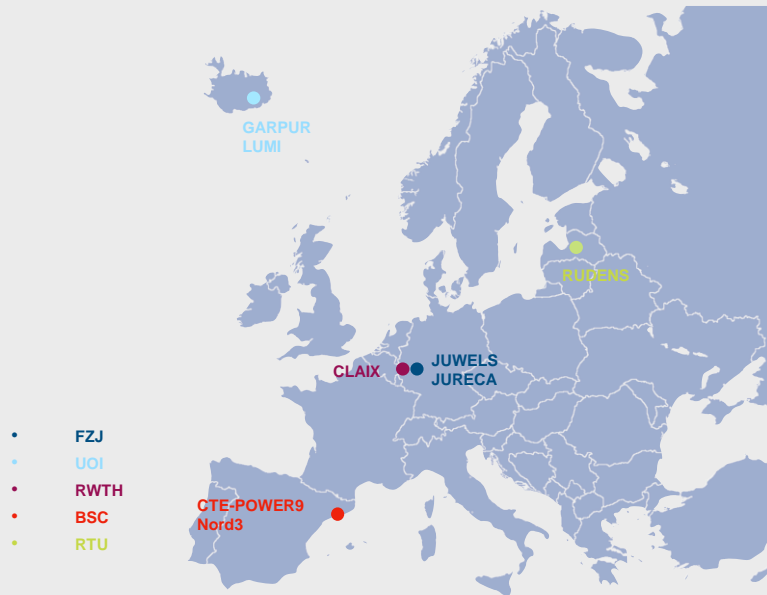 GARPUR
LUMI
RUDENS
CLAIX
JUWELS
JURECA
• FZJ
• UOI
• RWTH
• BSC
• RTU
CTE-POWER9
Nord3